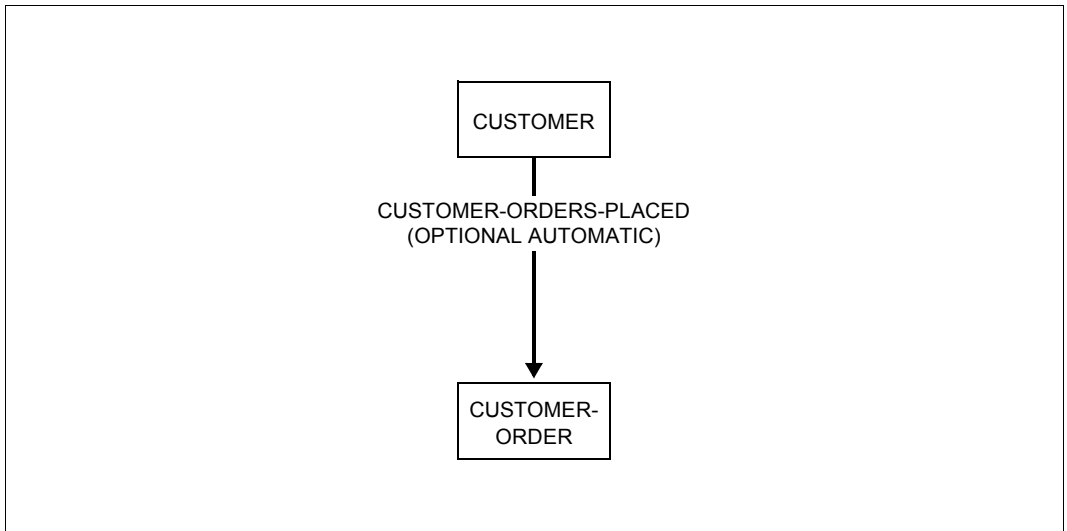 CUSTOMER
CUSTOMER-ORDERS-PLACED
(OPTIONAL AUTOMATIC)
CUSTOMER-
ORDER